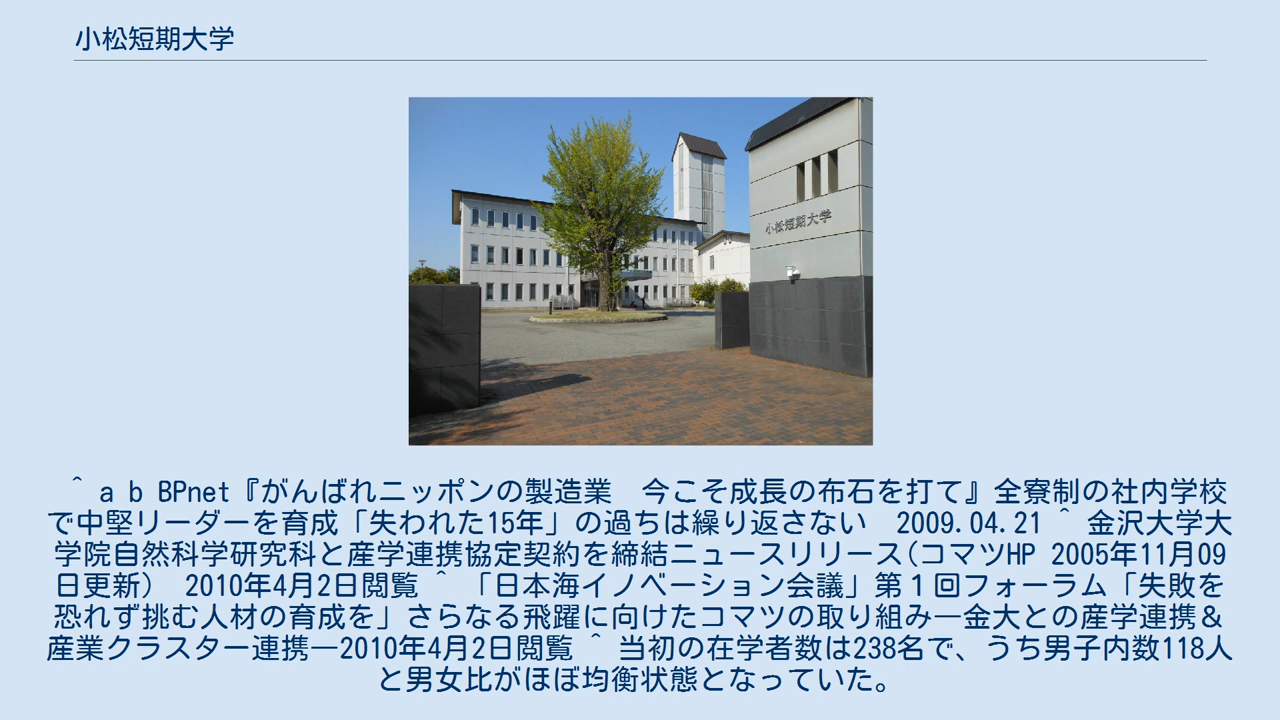 小松短期大学
小松短期大学
^ a b BPnet『がんばれニッポンの製造業　今こそ成長の布石を打て』全寮制の社内学校
で中堅リーダーを育成「失われた15年」の過ちは繰り返さない　2009.04.21 ^ 金沢大学大
学院自然科学研究科と産学連携協定契約を締結ニュースリリース(コマツHP 2005年11月09
日更新)　2010年4月2日閲覧 ^ 「日本海イノベーション会議」第１回フォーラム「失敗を
恐れず挑む人材の育成を」さらなる飛躍に向けたコマツの取り組み―金大との産学連携＆
産業クラスター連携―2010年4月2日閲覧 ^ 当初の在学者数は238名で、うち男子内数118人
と男女比がほぼ均衡状態となっていた。